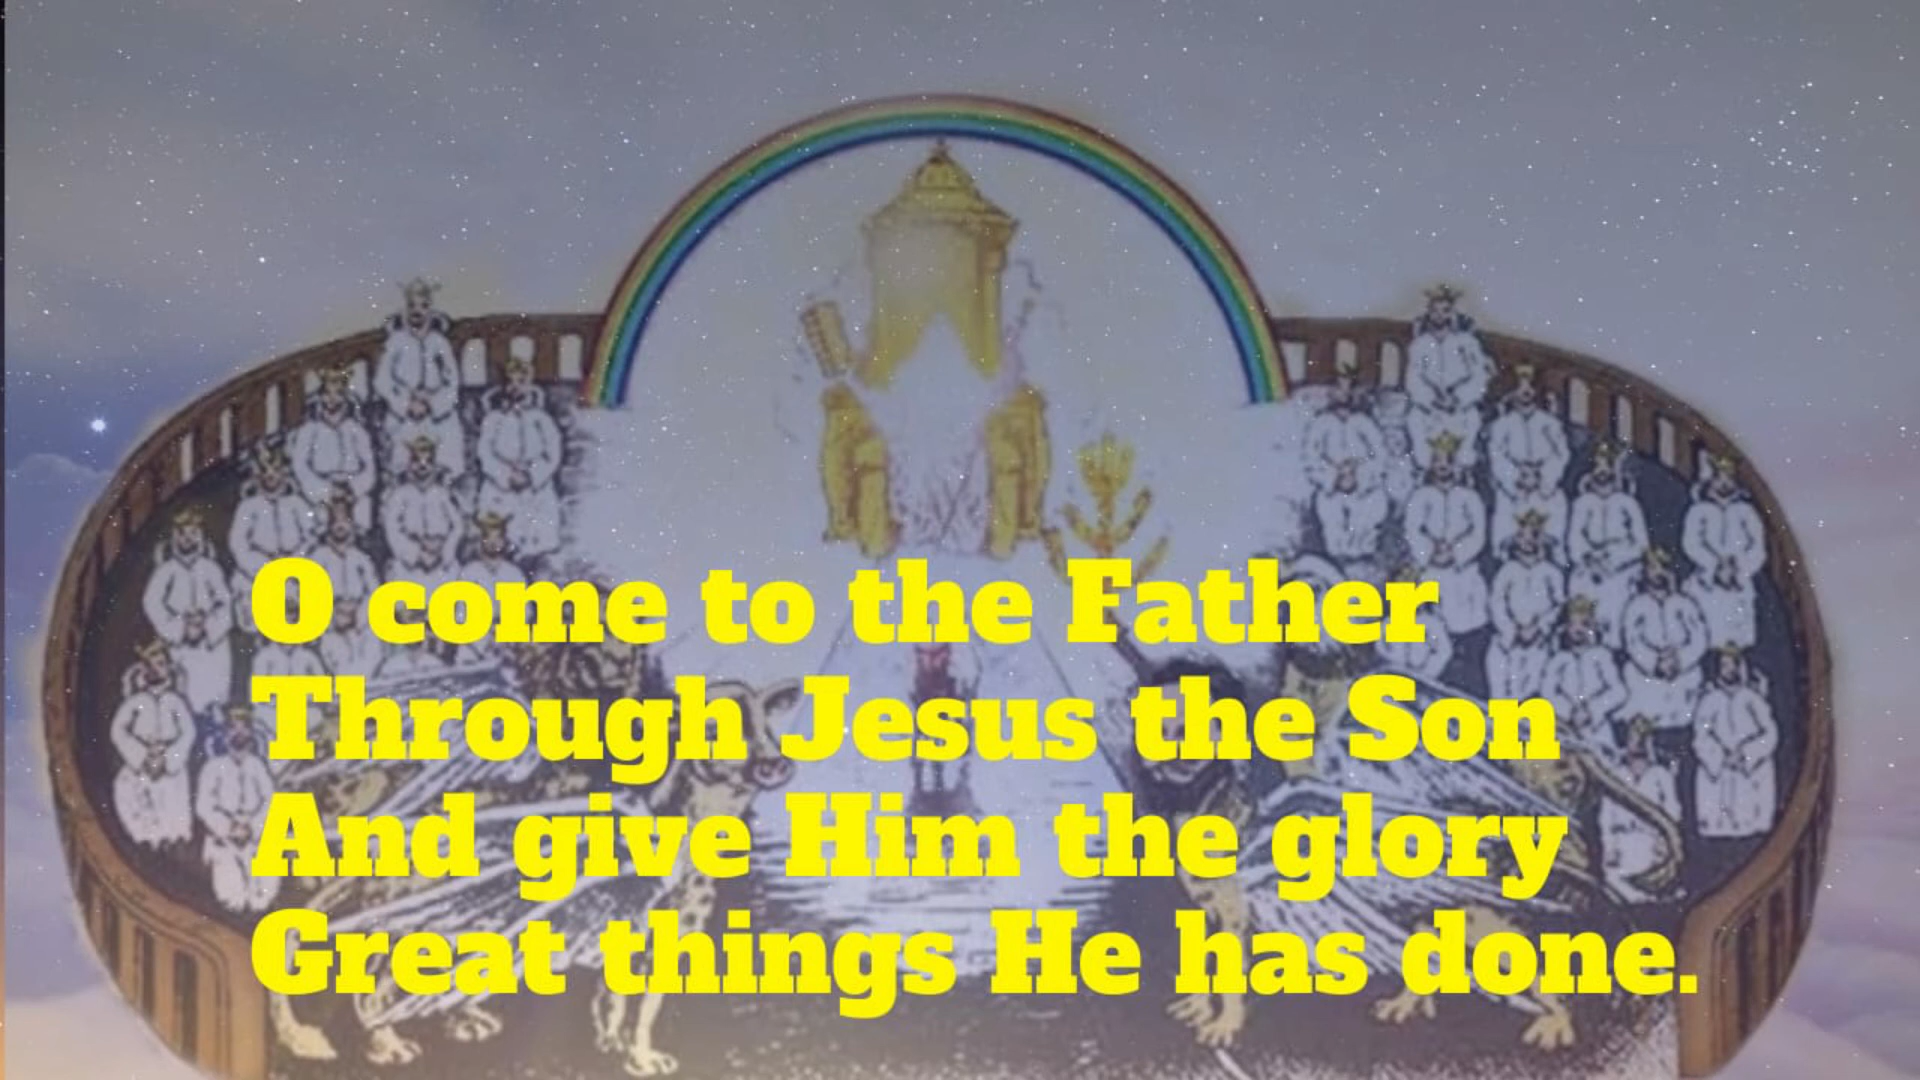 O come to the Father
Through Jesus the Son
And give Him the glory
Great things He has done.